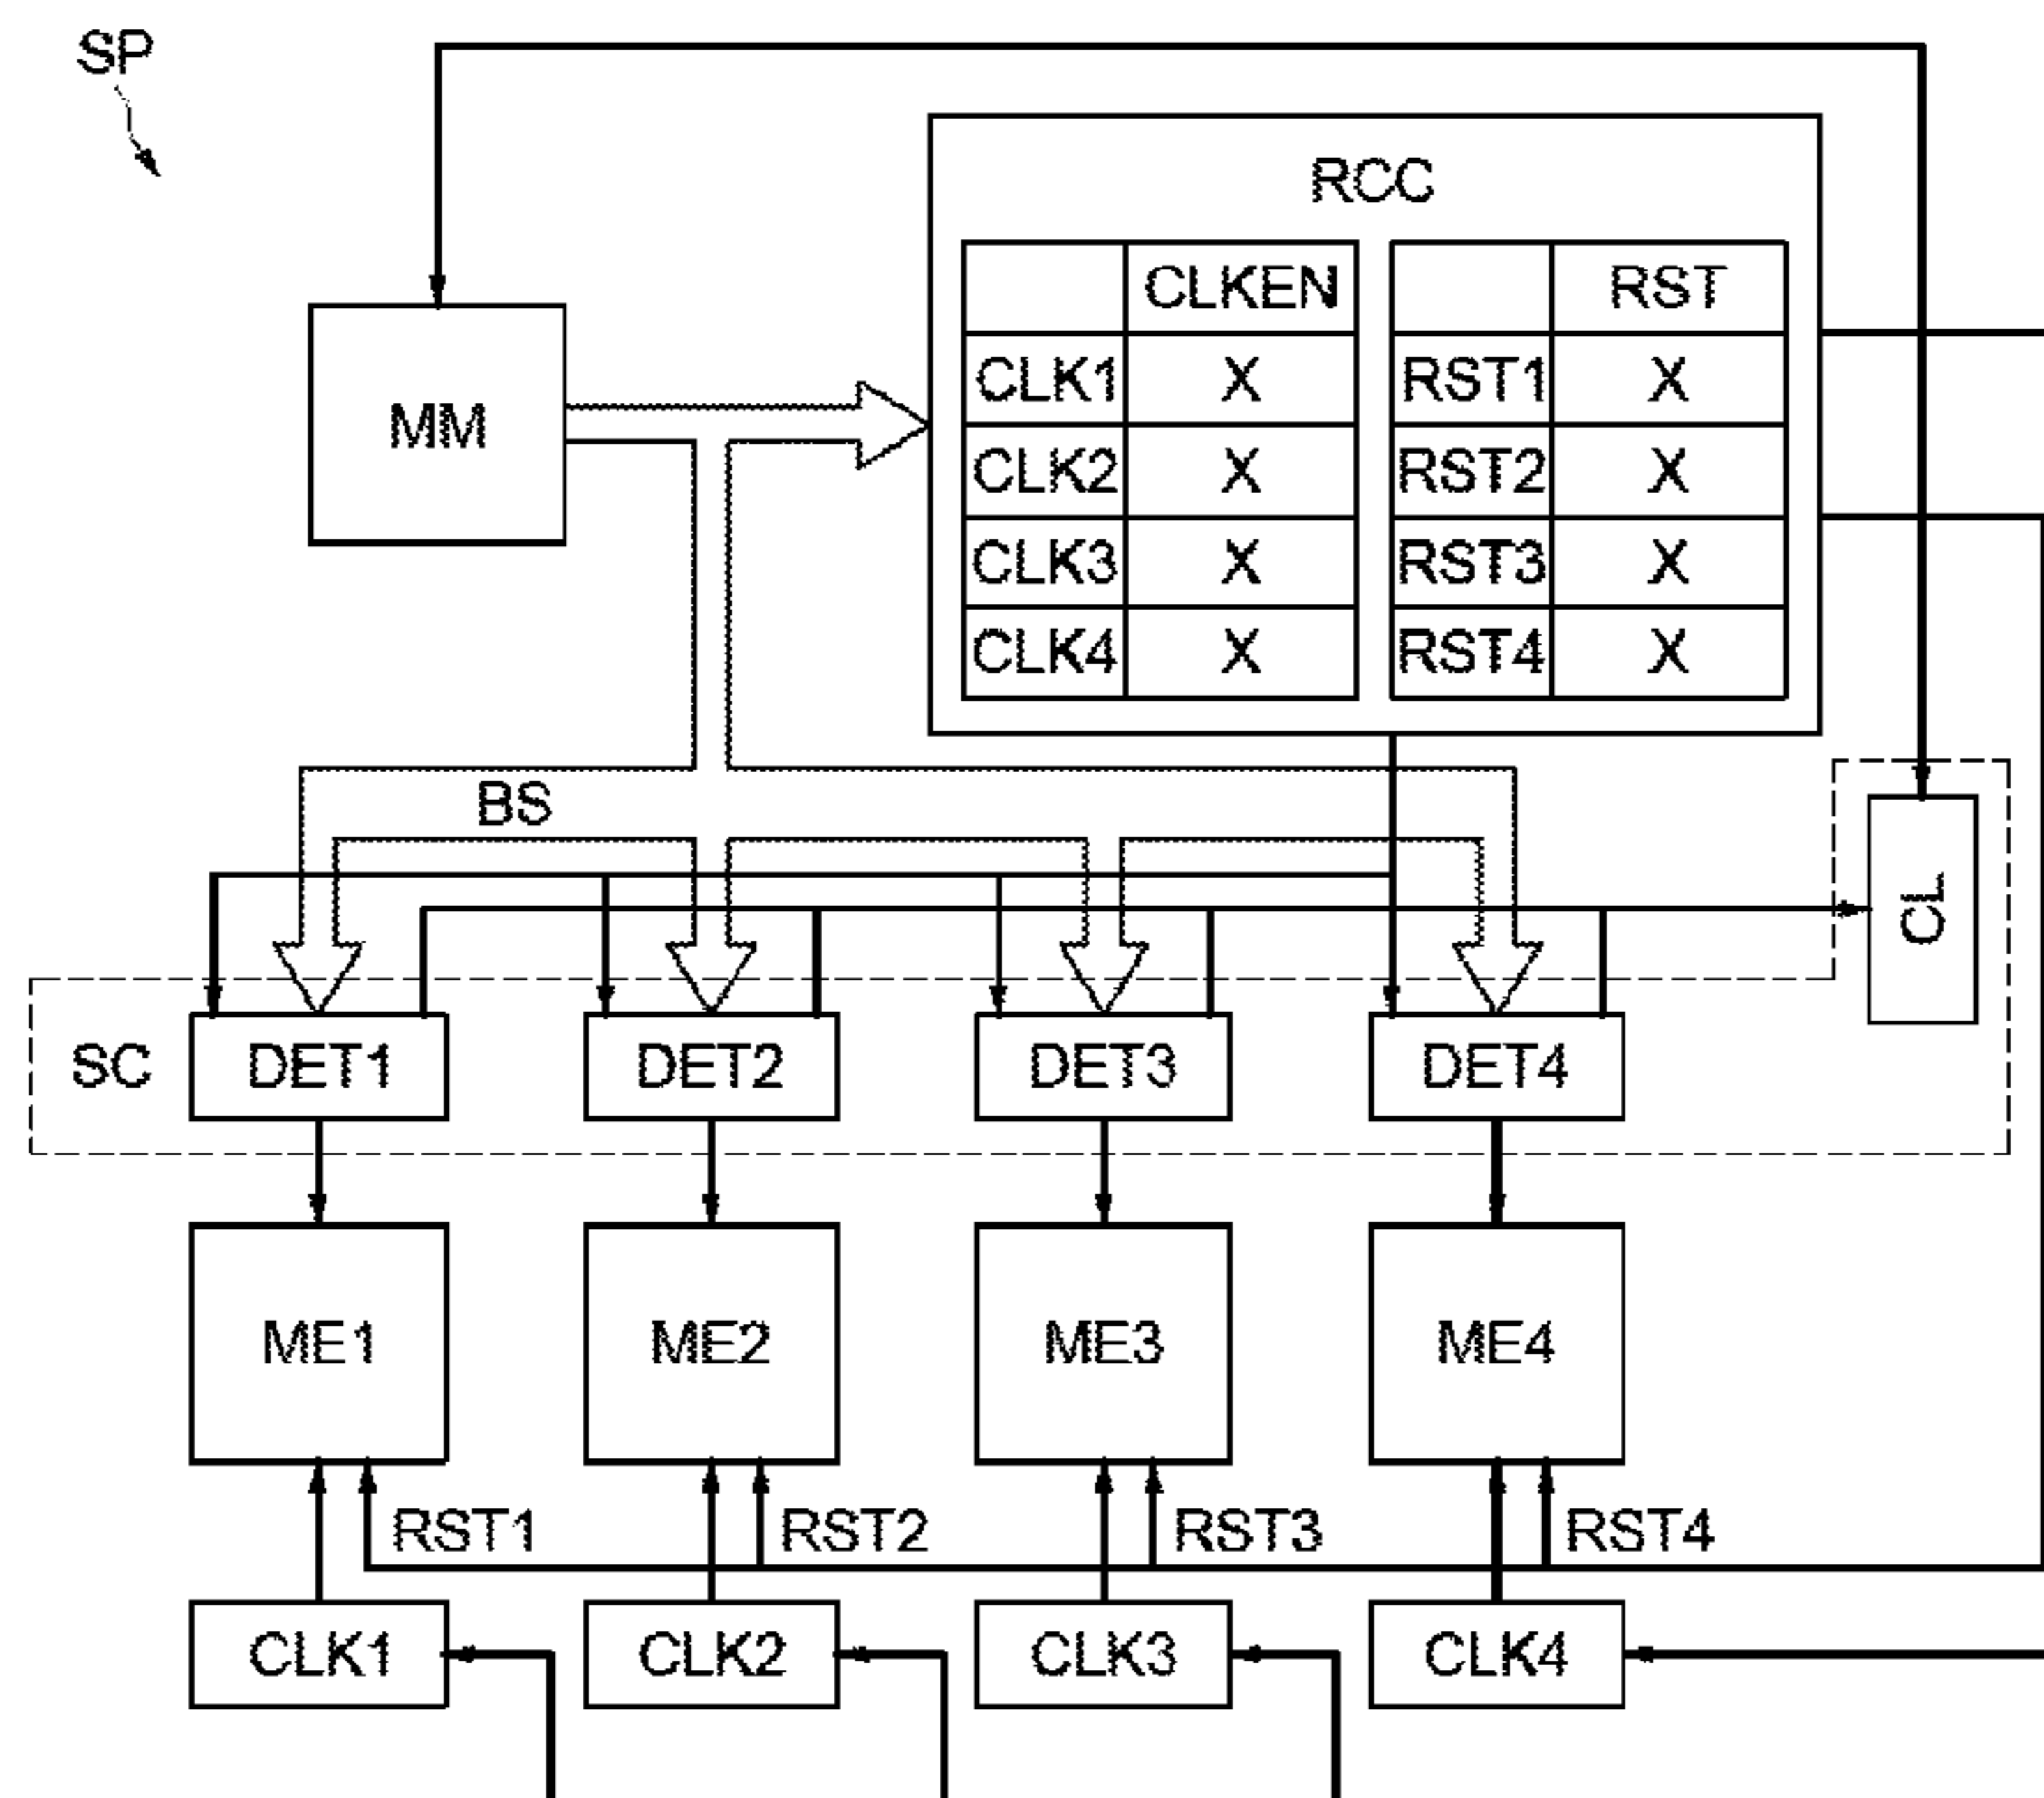 SP
RCC
CLKEN RST
MM
CLK1 X RST1 X
CLK2 X RST2 X
CLK3 X RST3 X
CLK4 X RST4 X
BS
CL
SC DET1 DET2 DET3 DET4
ME1 ME2 ME3 ME4
RST1 RST2 RST3 RST4
CLK1 CLK2 CLK3 CLK4